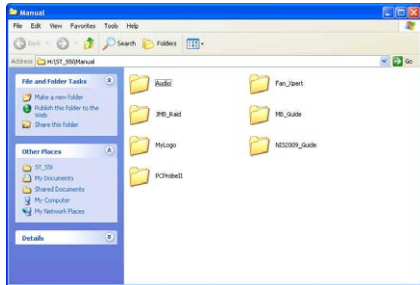 Manual
File Edit View Favorites Tools Help
Back Search Folders
Address H:\ST_55i\Manual Go
File and Folder Tasks
Make a new folder
Publish this folder to the
Web
Share this folder
Other Places
ST_55i
My Documents
Shared Documents
My Computer
My Network Places
Details
Audio Fan_Xpert
JMB_Raid MB_Guide
MyLogo NIS2009_Guide
PCProbeII